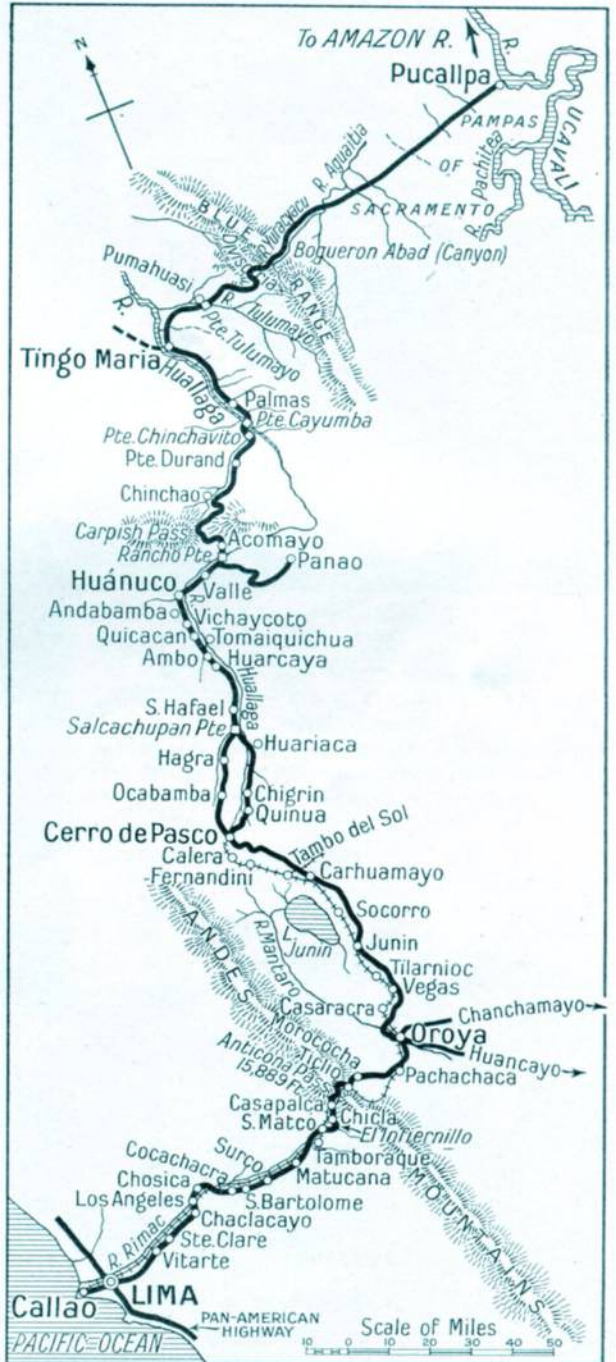 To AMAZON R.
N
R.
Pucallpa
UCAYALI
PAMPAS
OF
SACRAMENTO
R. Pachitea
R. Aguaitia
Yuracyacu
BLUE
RANGE
Boqueron Abad (Canyon)
Pumahuasi
R. Tulumayo
Pte. Tulumayo
R.
Huallaga
Tingo Maria
Palmas
Pte. Cayumba
Pte. Chinchavito
Pte. Durand
Chinchao
Carpish Pass
Acomayo
Rancho Pte
Panao
Huánuco
Valle
Andabamba
Vichaycoto
Quicacan
Tomaiquichua
Ambo
Huarcaya
Huallaga
S. Hafael
Salcachupan Pte
Huariaca
Hagra
Ocabamba
Chigrin
Quinua
Cerro de Pasco
Tambo del Sol
Calera
Fernandini
Carhuamayo
Socorro
L.
Junin
Junin
R. Mantaro
Tilarnioc
Vegas
Casaracra
ANDES
Chanchamayo
Oroya
Huancayo
Morococha
Ticlio
Anticona Pass
15,889 Ft.
Pachachaca
Casapalca
Chicla
S. Matco
El Infiernillo
Tamboraque
Surco
Matucana
Cocachacra
Chosica
S. Bartolome
Los Angeles
Chaclacayo
MOUNTAINS
R. Rimac
Ste. Clare
Vitarte
LIMA
Callao
PAN-AMERICAN
HIGHWAY
PACIFIC OCEAN
Scale of Miles
10 0 10 20 30 40 50